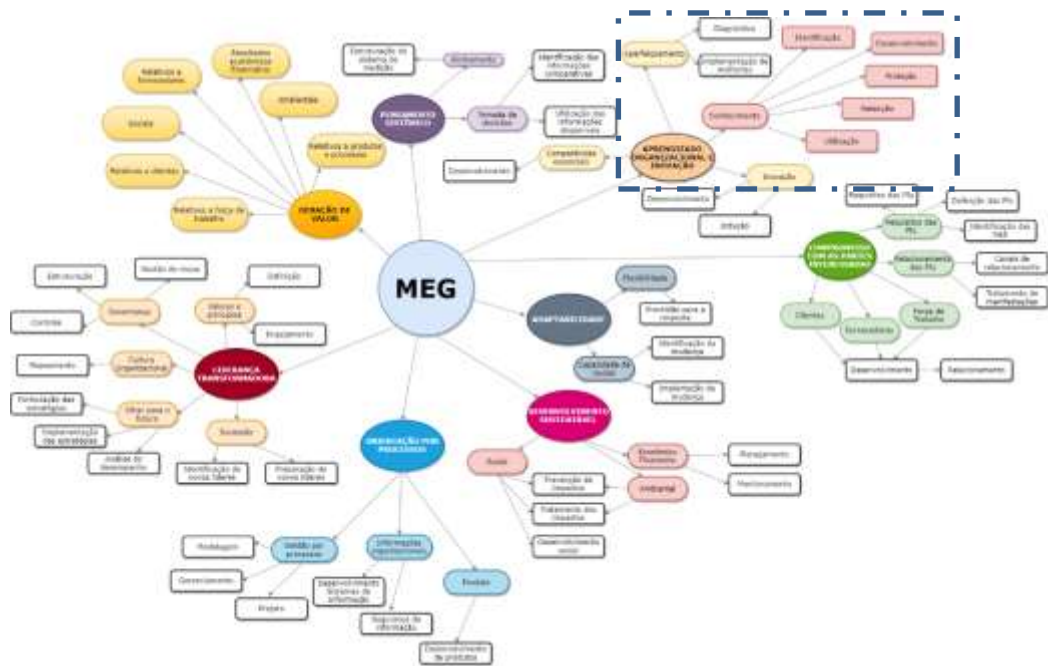 Diagnóstico
Identificação
Desenvolvimento
Aperfeiçoamento
Implementação de
melhorias
Proteção
Conhecimento
Retenção
Utilização
APRENDIZADO
ORGANIZACIONAL E
INOVAÇÃO
Inovação
Desenvolvimento
Competências
essenciais
Desenvolvimento
Estruturação do
sistema de
medição
Alinhamento
Identificação das
informações
comparativas
PENSAMENTO
SISTÊMICO
Tomada de
decisões
Utilização das
informações
disponíveis
Resultados
econômicos
financeiros
Relativos a
fornecedores
Ambientais
Sociais
Relativos a produtos
e processos
Relativos a clientes
Relativos a força de
trabalho
GERAÇÃO DE
VALOR
MEG
Requisitos das PIs
Definição das PIs
Requisitos das
PIs
Identificação das
COMPROMISSO
COM AS PARTES
INTERESSADAS
Relacionamento
das PIs
Canais de
relacionamento
Tratamento de
manifestações
Clientes
Fornecedores
Força de
Trabalho
Desenvolvimento
Relacionamento
Flexibilidade
ADAPTABILIDADE
Prontidão para a
resposta
Capacidade de
mudar
Identificação da
mudança
Implantação da
mudança
Estruturação
Gestão de riscos
Definição
Governança
Valores e
princípios
Controle
Engajamento
LIDERANÇA
TRANSFORMADORA
Cultura
Organizacional
Mapeamento
Olhar para o
futuro
Formulação das
estratégias
Implementação
das estratégias
Análise do
desempenho
Sucessão
Identificação de
novos líderes
Preparação de
novos líderes
ORIENTAÇÃO POR
PROCESSOS
Gestão por
processos
Modelagem
Gerenciamento
Projeto
Informações
organizacionais
Desenvolvimento
Sistemas de
informação
Segurança da
informação
Produto
Desenvolvimento
de produtos
DESENVOLVIMENTO
SUSTENTÁVEL
Social
Econômico
Financeiro
Ambiental
Planejamento
Monitoramento
Prevenção de
impactos
Tratamento dos
impactos
Desenvolvimento
social